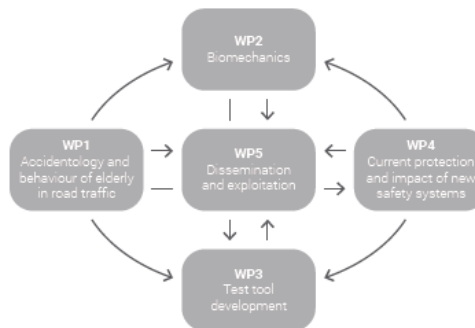 WP2
Biomechanics
WP1
Accidentology and
behaviour of elderly
in road traffic
WP5
Dissemination
and exploitation
WP4
Current protection
and impact of new
safety systems
WP3
Test tool
development